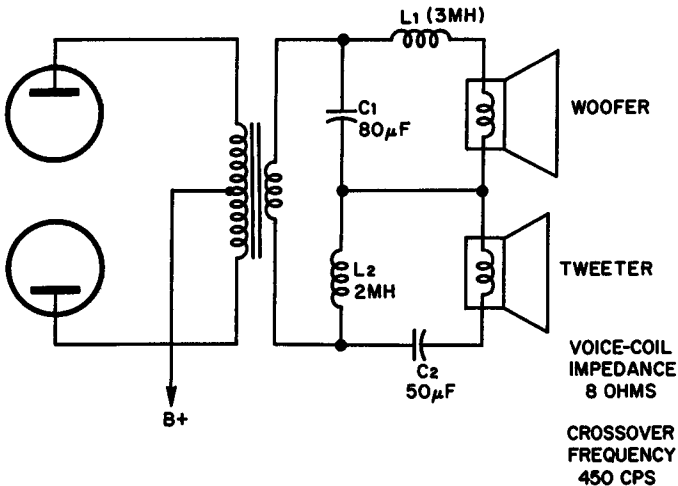 L1 (3MH)
C1
80µF
WOOFER
L2
2MH
TWEETER
C2
50µF
B+
VOICE-COIL
IMPEDANCE
8 OHMS
CROSSOVER
FREQUENCY
450 CPS